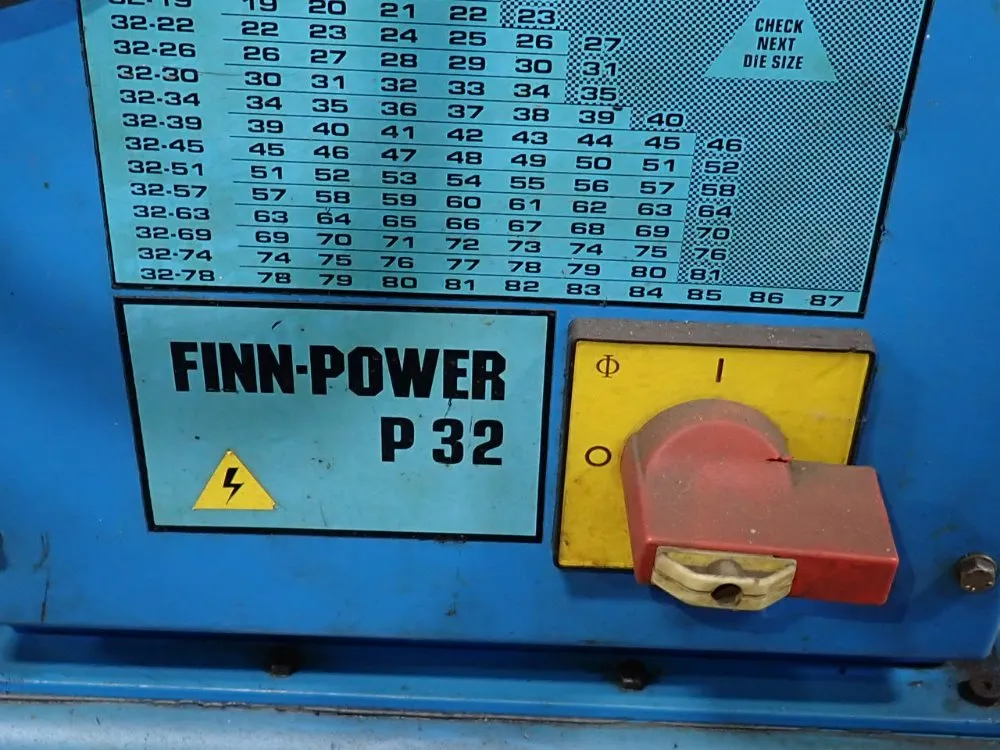 32-19 19 20 21 22 23
32-22 22 23 24 25 26 27
32-26 26 27 28 29 30 31
32-30 30 31 32 33 34 35
32-34 34 35 36 37 38 39 40
32-39 39 40 41 42 43 44 45 46
32-45 45 46 47 48 49 50 51 52
32-51 51 52 53 54 55 56 57 58
32-57 57 58 59 60 61 62 63 64
32-63 63 64 65 66 67 68 69 70
32-69 69 70 71 72 73 74 75 76
32-74 74 75 76 77 78 79 80 81
32-78 78 79 80 81 82 83 84 85 86 87
CHECK
NEXT
DIE SIZE
FINN-POWER
P 32
Φ I
O